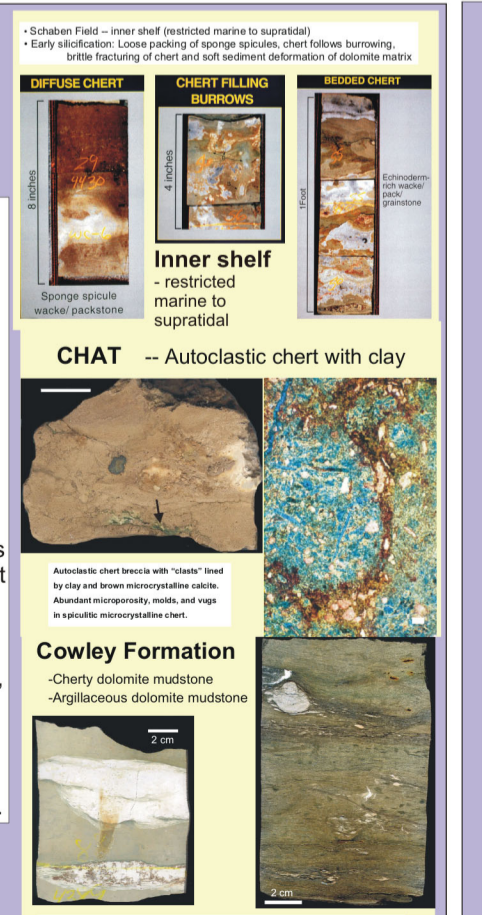 • Schaben Field -- inner shelf (restricted marine to supratidal)
• Early silicification: Loose packing of sponge spicules, chert follows burrowing,
brittle fracturing of chert and soft sediment deformation of dolomite matrix
DIFFUSE CHERT
8 inches
29
4430
Sponge spicule
wacke/ packstone
CHERT FILLING
BURROWS
4 inches
BEDDED CHERT
1Foot
Echinoderm-
rich wacke/
pack/
grainstone
Inner shelf
- restricted
marine to
supratidal
CHAT -- Autoclastic chert with clay
Autoclastic chert breccia with “clasts” lined
by clay and brown microcrystalline calcite.
Abundant microporosity, molds, and vugs
in spiculitic microcrystalline chert.
Cowley Formation
-Cherty dolomite mudstone
-Argillaceous dolomite mudstone
2 cm
2 cm